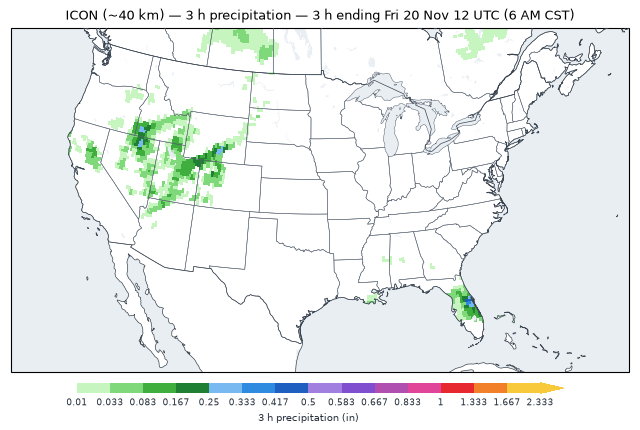 ICON (~40 km) — 3 h precipitation — 3 h ending Fri 20 Nov 12 UTC (6 AM CST)
0.01 0.033 0.083 0.167 0.25 0.333 0.417 0.5 0.583 0.667 0.833 1 1.333 1.667 2.333
3 h precipitation (in)